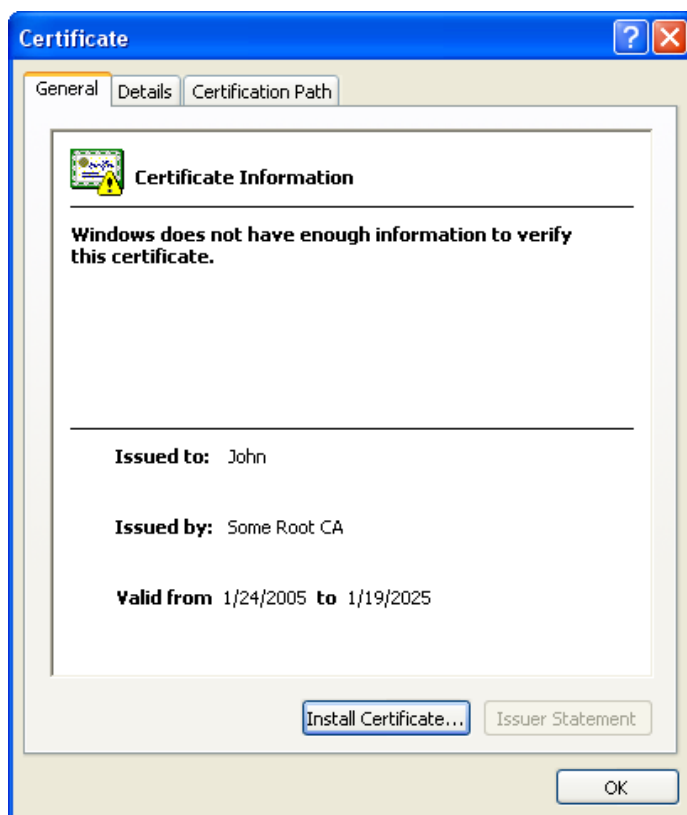 Certificate
General Details Certification Path
Certificate Information
Windows does not have enough information to verify
this certificate.
Issued to: John
Issued by: Some Root CA
Valid from 1/24/2005 to 1/19/2025
Install Certificate... Issuer Statement
OK